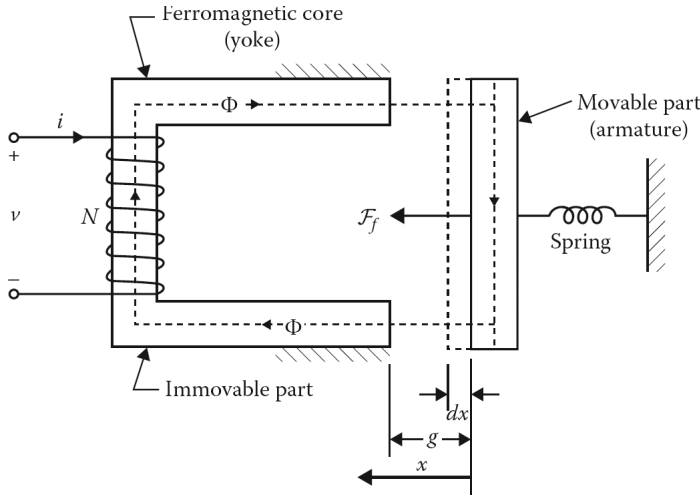 Ferromagnetic core
(yoke)
Φ
Movable part
(armature)
i
+
v
N
ℱf
Spring
−
Φ
Immovable part
dx
g
x